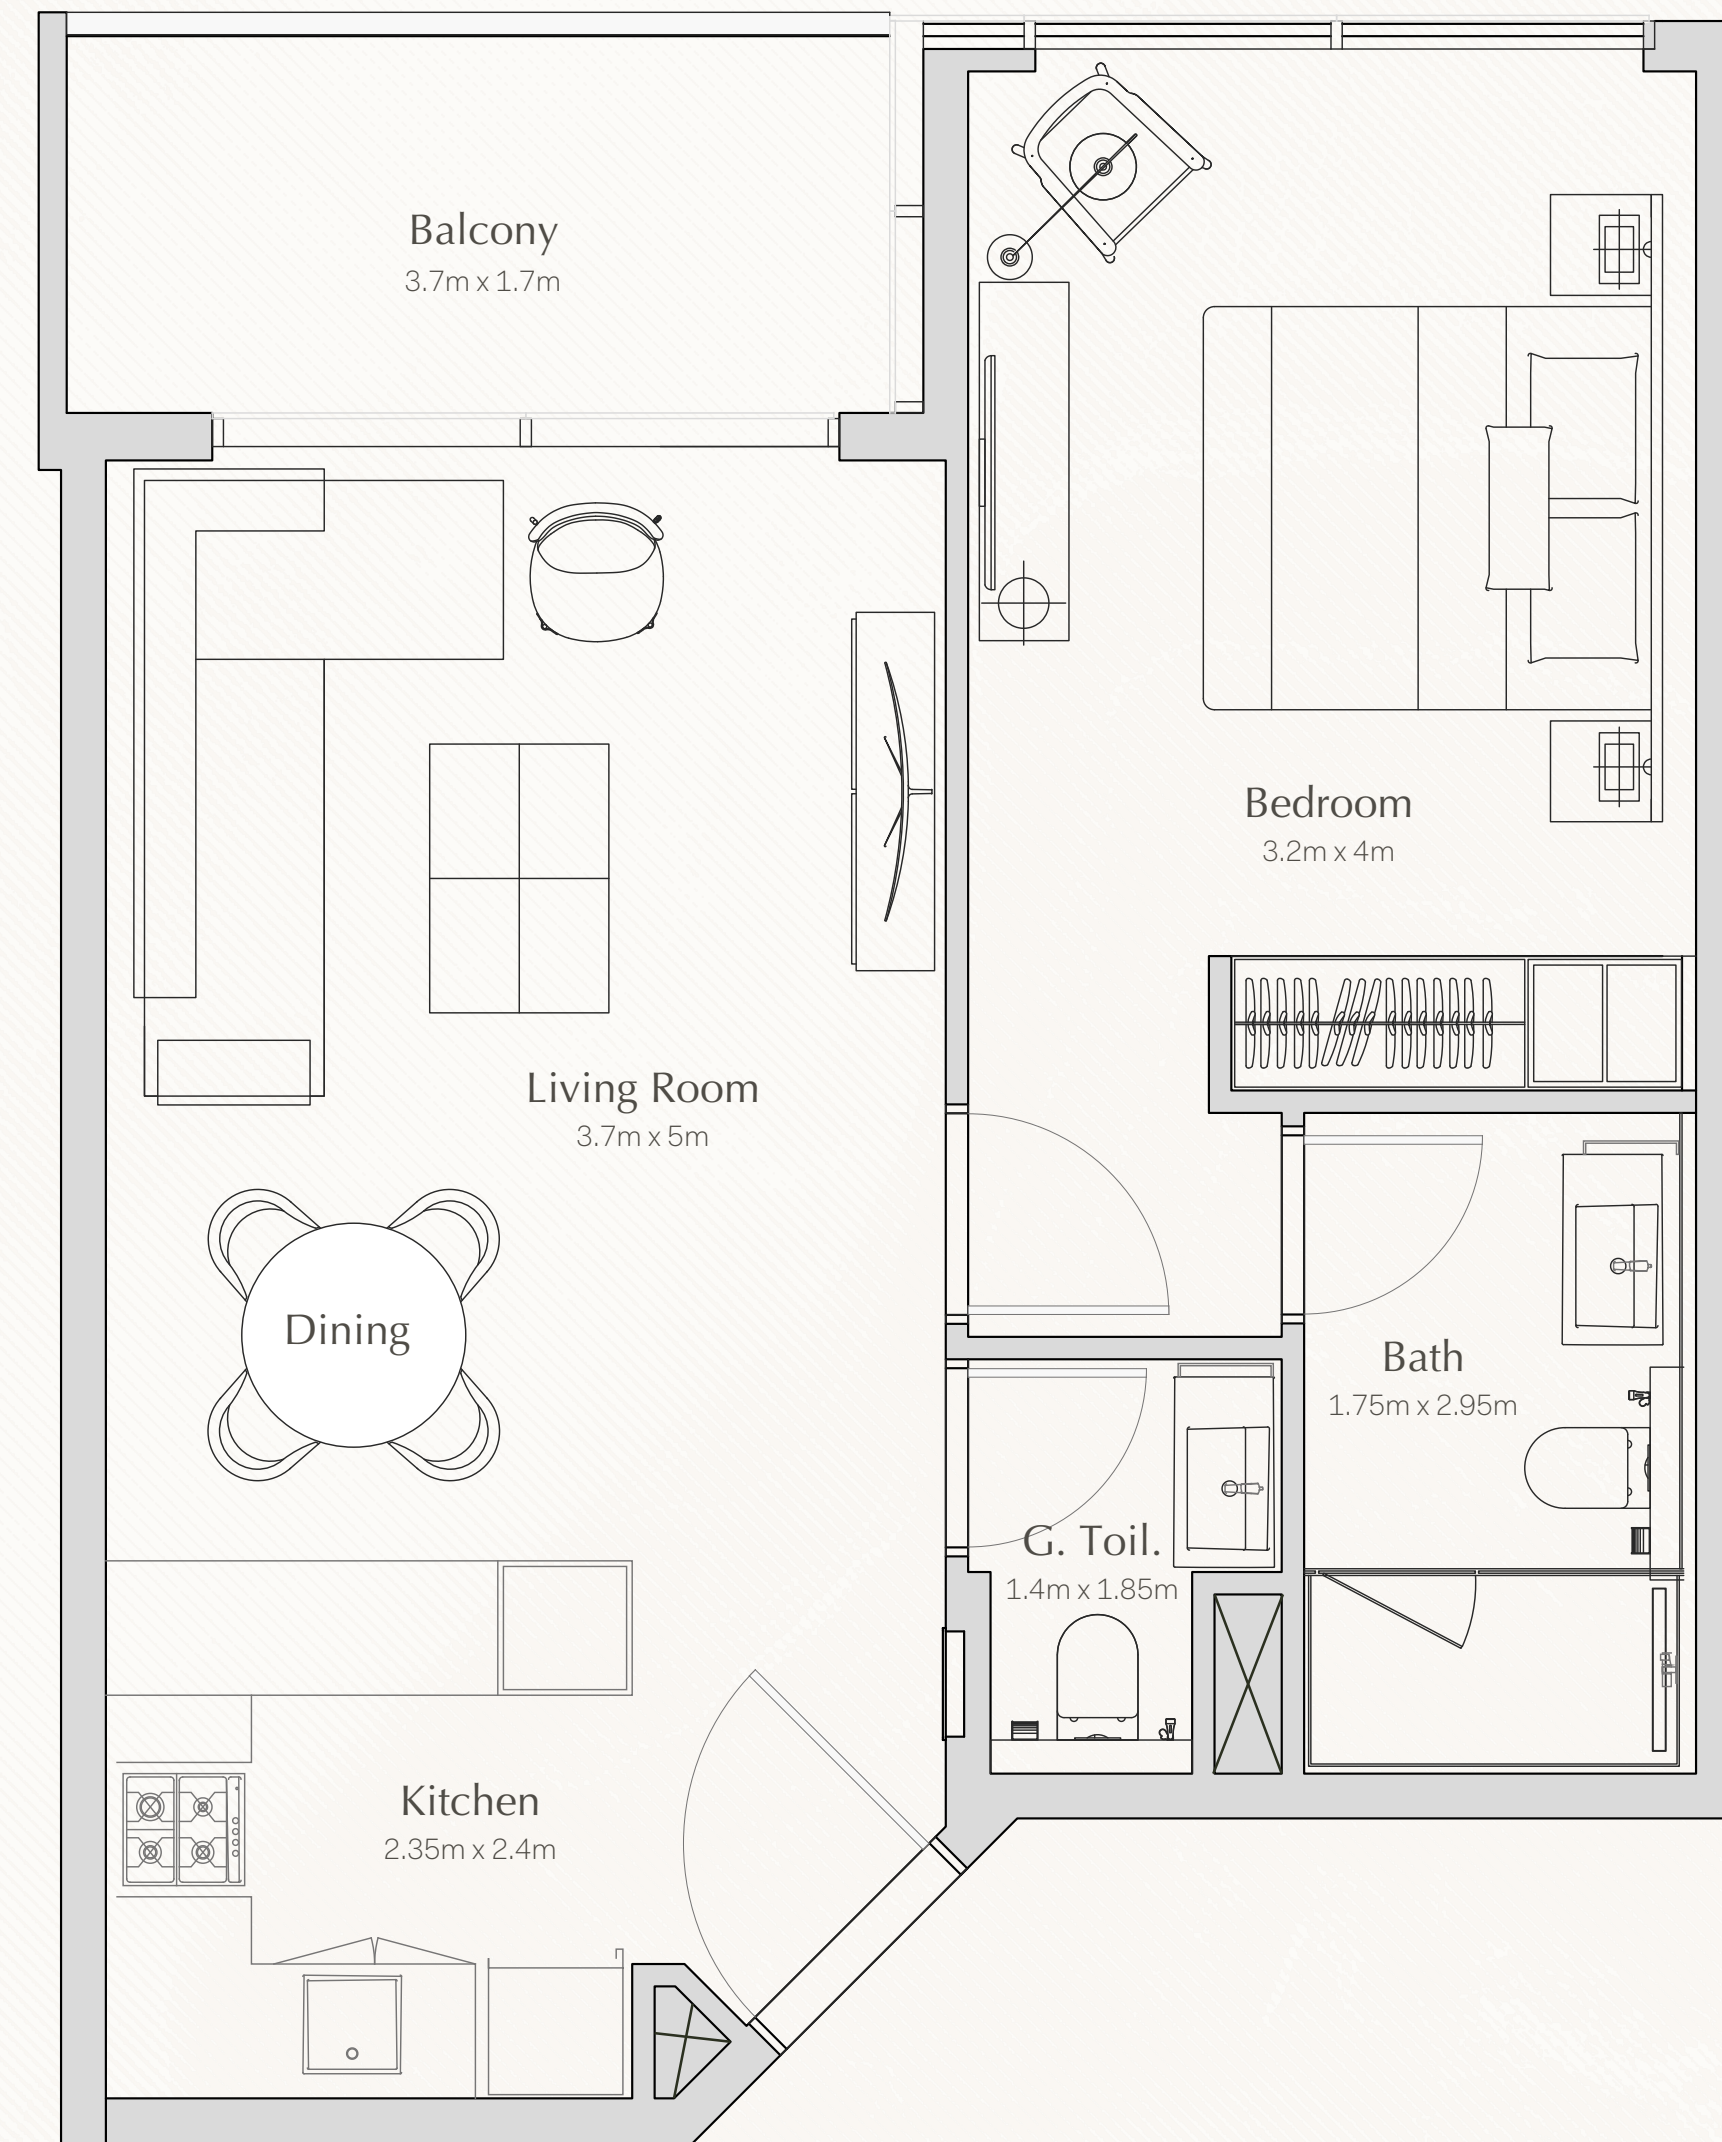 Balcony
3.7m x 1.7m
Bedroom
3.2m x 4m
Living Room
3.7m x 5m
Dining
Bath
1.75m x 2.95m
G. Toil.
1.4m x 1.85m
Kitchen
2.35m x 2.4m